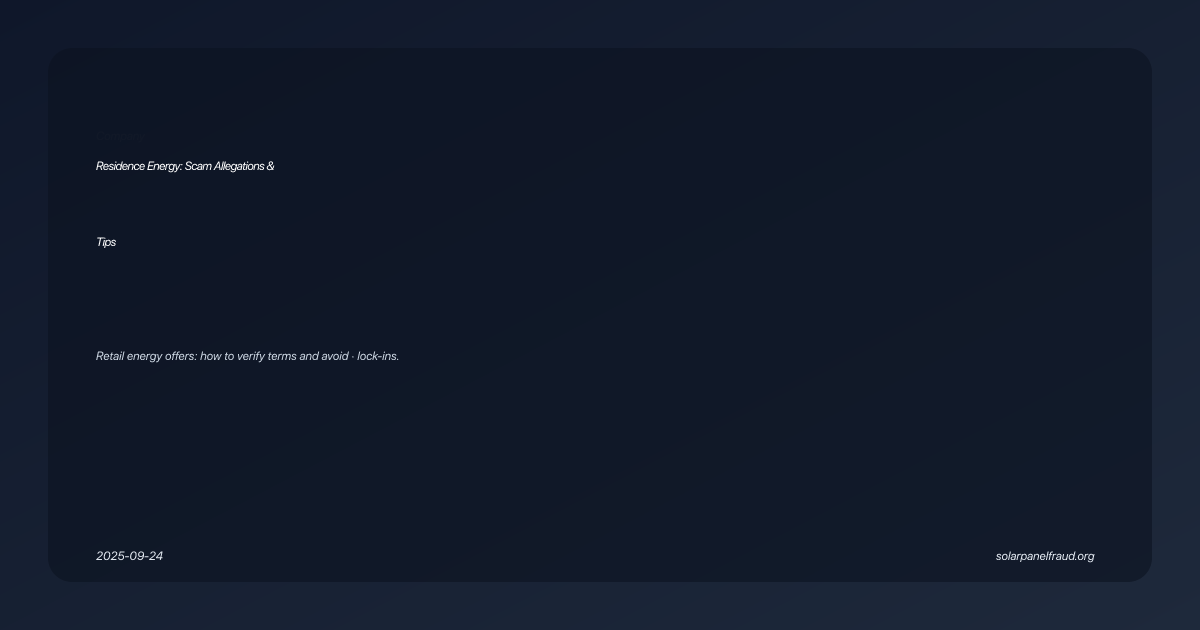 Residence Energy: Scam Allegations &
Tips
Retail energy offers: how to verify terms and avoid · lock-ins.
2025-09-24
solarpanelfraud.org